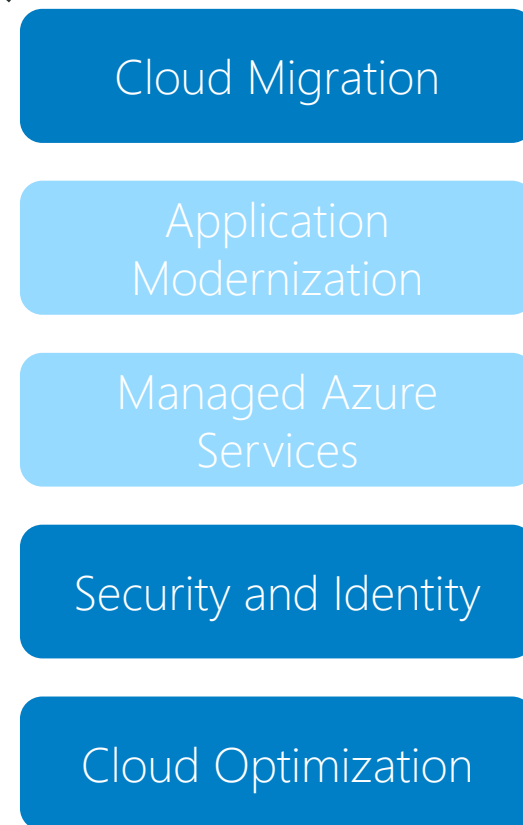 Cloud Migration
Application
Modernization
Managed Azure
Services
Security and Identity
Cloud Optimization